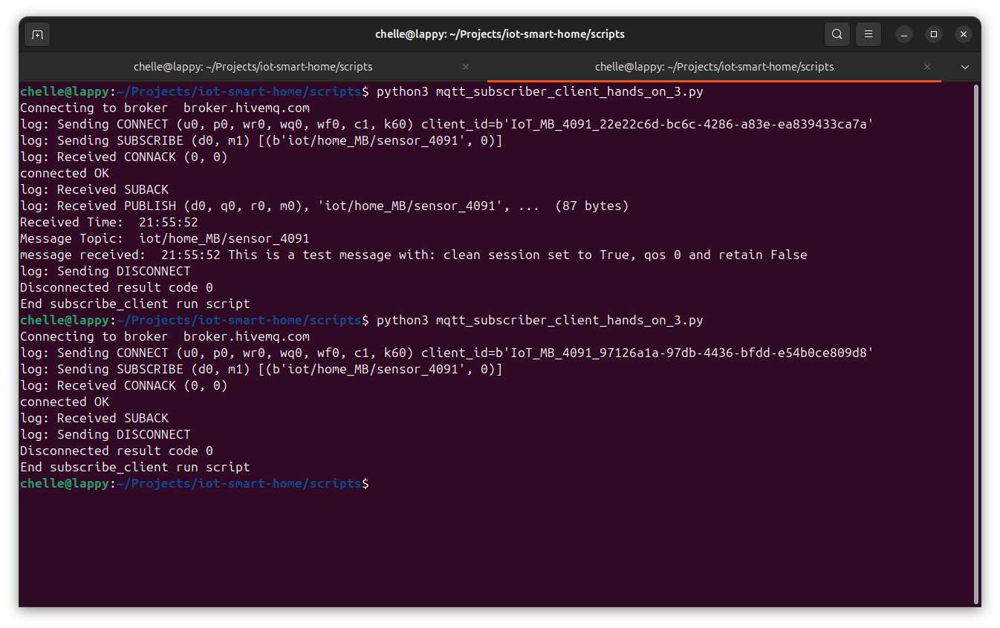 chelle@lappy: ~/Projects/iot-smart-home/scripts
chelle@lappy: ~/Projects/iot-smart-home/scripts
chelle@lappy: ~/Projects/iot-smart-home/scripts
chelle@lappy:~/Projects/iot-smart-home/scripts$ python3 mqtt_subscriber_client_hands_on_3.py
Connecting to broker  broker.hivemq.com
log: Sending CONNECT (u0, p0, wr0, wq0, wf0, c1, k60) client_id=b'IoT_MB_4091_22e22c6d-bc6c-4286-a83e-ea839433ca7a'
log: Sending SUBSCRIBE (d0, m1) [(b'iot/home_MB/sensor_4091', 0)]
log: Received CONNACK (0, 0)
connected OK
log: Received SUBACK
log: Received PUBLISH (d0, q0, r0, m0), 'iot/home_MB/sensor_4091', ...  (87 bytes)
Received Time:  21:55:52
Message Topic:  iot/home_MB/sensor_4091
message received:  21:55:52 This is a test message with: clean session set to True, qos 0 and retain False
log: Sending DISCONNECT
Disconnected result code 0
End subscribe_client run script
chelle@lappy:~/Projects/iot-smart-home/scripts$ python3 mqtt_subscriber_client_hands_on_3.py
Connecting to broker  broker.hivemq.com
log: Sending CONNECT (u0, p0, wr0, wq0, wf0, c1, k60) client_id=b'IoT_MB_4091_97126a1a-97db-4436-bfdd-e54b0ce809d8'
log: Sending SUBSCRIBE (d0, m1) [(b'iot/home_MB/sensor_4091', 0)]
log: Received CONNACK (0, 0)
connected OK
log: Received SUBACK
log: Sending DISCONNECT
Disconnected result code 0
End subscribe_client run script
chelle@lappy:~/Projects/iot-smart-home/scripts$